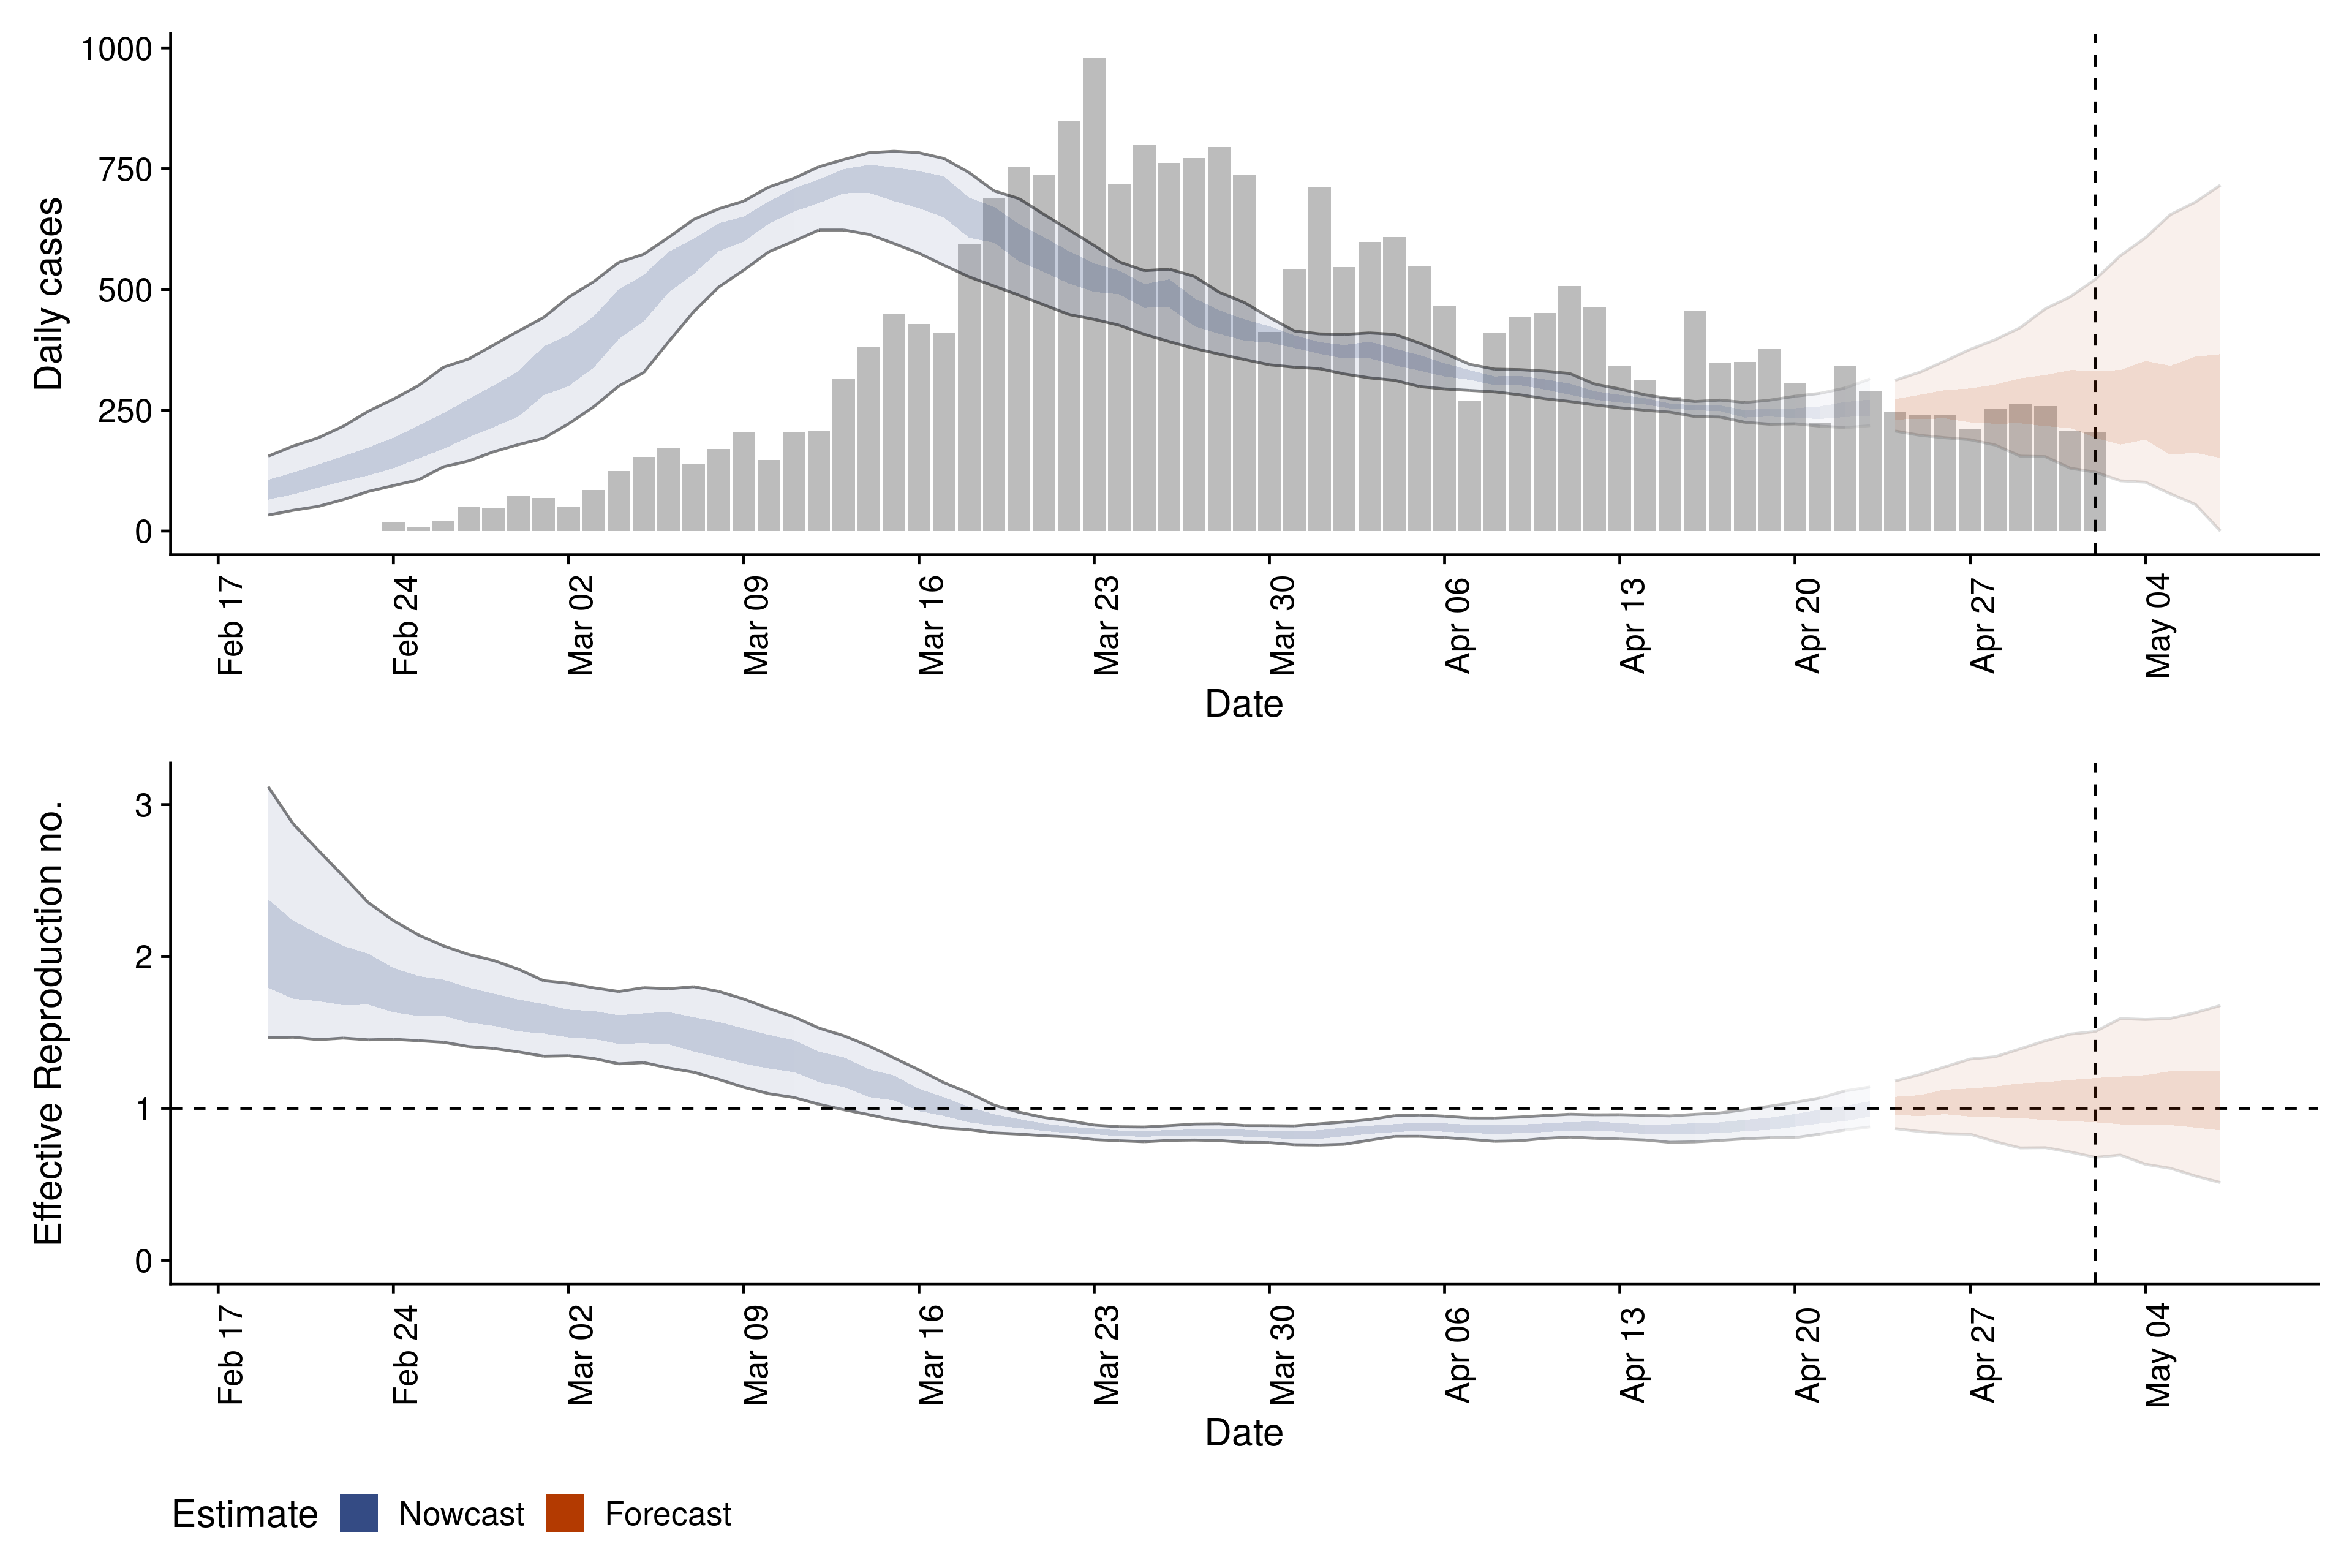 1000
750
500
250
0
Daily cases
Feb 17 Feb 24 Mar 02 Mar 09 Mar 16 Mar 23 Mar 30 Apr 06 Apr 13 Apr 20 Apr 27 May 04
Date
3
2
1
0
Effective Reproduction no.
Feb 17 Feb 24 Mar 02 Mar 09 Mar 16 Mar 23 Mar 30 Apr 06 Apr 13 Apr 20 Apr 27 May 04
Date
Estimate Nowcast Forecast